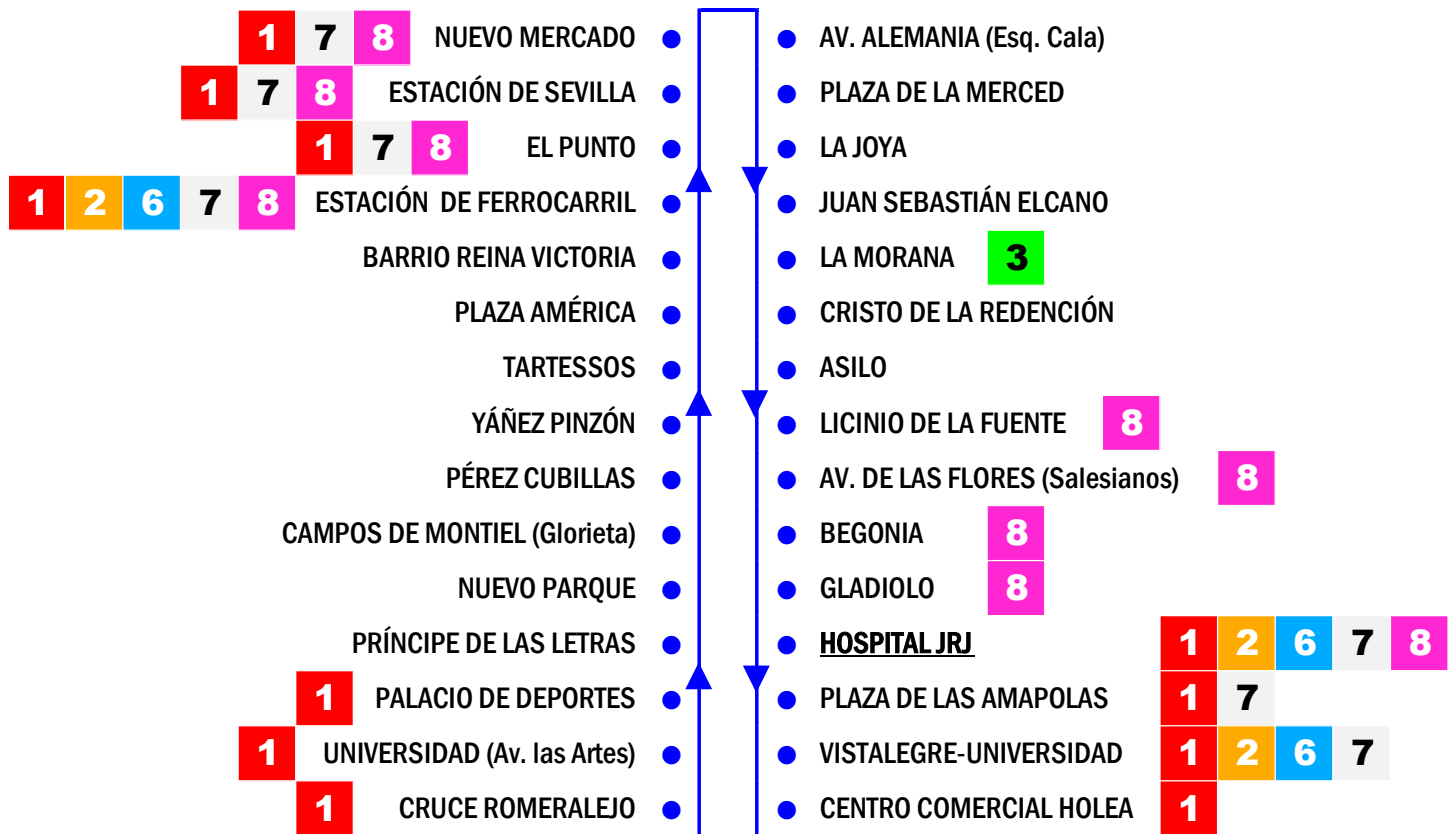 1 7 8 NUEVO MERCADO AV. ALEMANIA (Esq. Cala)
1 7 8 ESTACIÓN DE SEVILLA PLAZA DE LA MERCED
1 7 8 EL PUNTO LA JOYA
1 2 6 7 8 ESTACIÓN DE FERROCARRIL JUAN SEBASTIÁN ELCANO
BARRIO REINA VICTORIA LA MORANA 3
PLAZA AMÉRICA CRISTO DE LA REDENCIÓN
TARTESSOS ASILO
YÁÑEZ PINZÓN LICINIO DE LA FUENTE 8
PÉREZ CUBILLAS AV. DE LAS FLORES (Salesianos) 8
CAMPOS DE MONTIEL (Glorieta) BEGONIA 8
NUEVO PARQUE GLADIOLO 8
PRÍNCIPE DE LAS LETRAS HOSPITAL JRJ 1 2 6 7 8
1 PALACIO DE DEPORTES PLAZA DE LAS AMAPOLAS 1 7
1 UNIVERSIDAD (Av. las Artes) VISTALEGRE-UNIVERSIDAD 1 2 6 7
1 CRUCE ROMERALEJO CENTRO COMERCIAL HOLEA 1